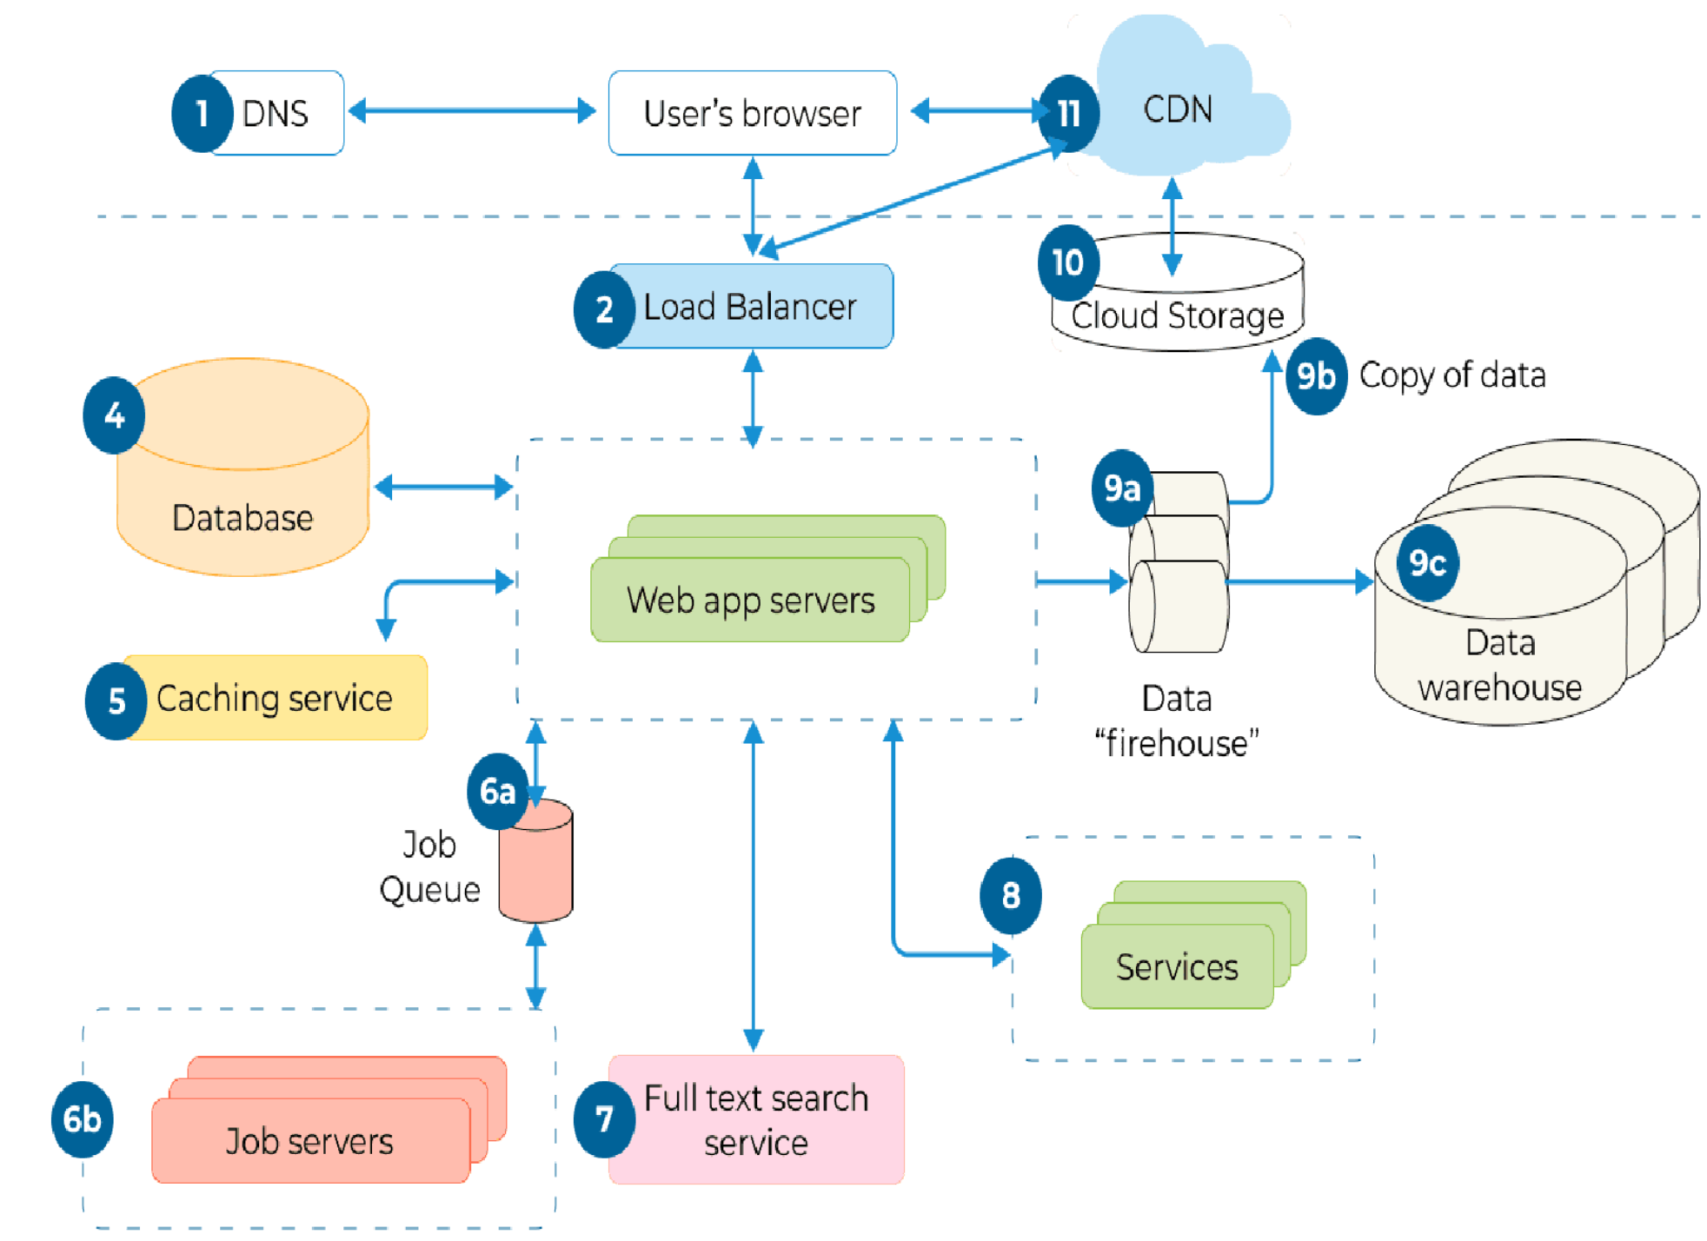 1 DNS
User's browser
11 CDN
2 Load Balancer
10
Cloud Storage
9b Copy of data
4
Database
9a
9c
Web app servers
Data
warehouse
Data
“firehouse”
5 Caching service
6a
Job
Queue
8
Services
6b
Job servers
7
Full text search
service